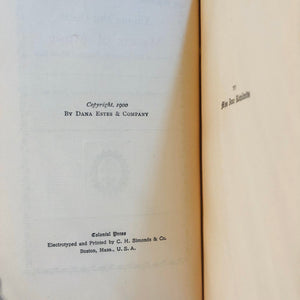 Copyright, 1900
BY DANA ESTES & COMPANY
Colonial Press
Electrotyped and Printed by C. H. Simonds & Co.
Boston, Mass., U. S. A.